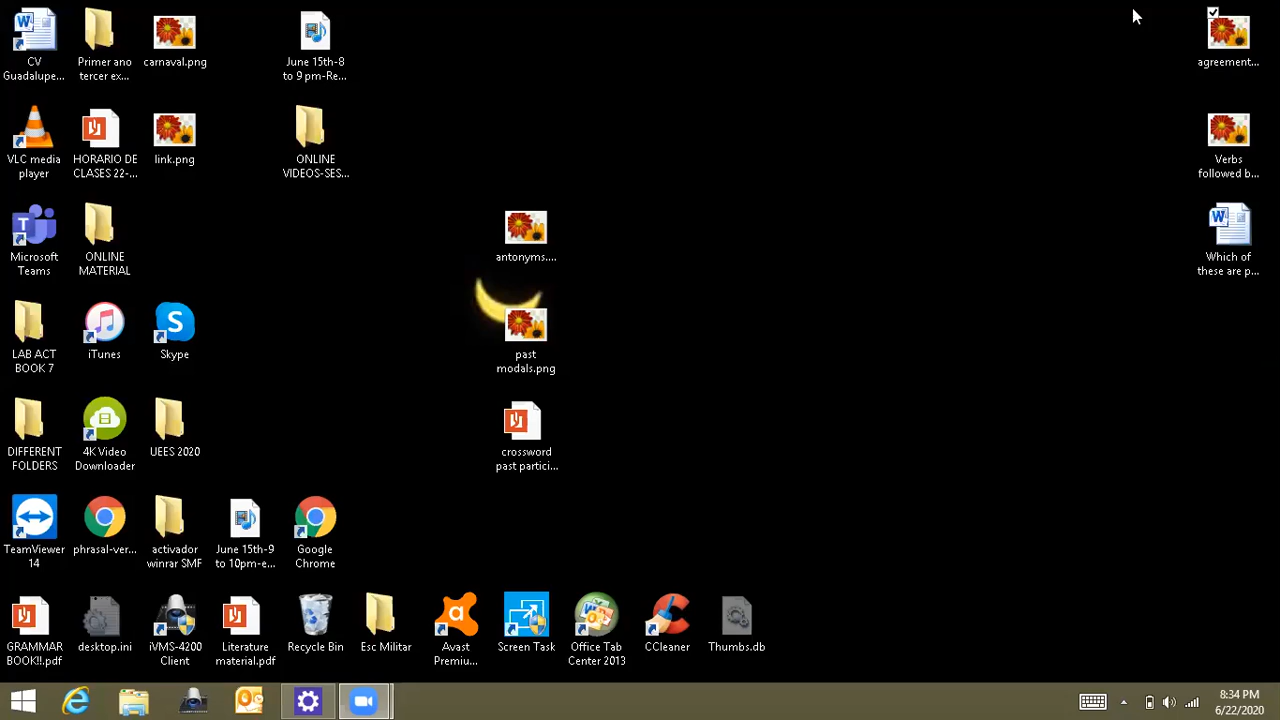 CV
Guadalupe...
Primer ano
tercer ex...
carnaval.png
June 15th-8
to 9 pm-Re...
agreement...
VLC media
player
HORARIO DE
CLASES 22-...
link.png
ONLINE
VIDEOS-SES...
Verbs
followed b...
Microsoft
Teams
ONLINE
MATERIAL
antonyms....
Which of
these are p...
LAB ACT
BOOK 7
iTunes
Skype
past
modals.png
DIFFERENT
FOLDERS
4K Video
Downloader
UEES 2020
crossword
past partici...
TeamViewer
14
phrasal-ver...
activador
winrar SMF
June 15th-9
to 10pm-e...
Google
Chrome
GRAMMAR
BOOK!!.pdf
desktop.ini
iVMS-4200
Client
Literature
material.pdf
Recycle Bin
Esc Militar
Avast
Premiu...
Screen Task
Office Tab
Center 2013
CCleaner
Thumbs.db
8:34 PM
6/22/2020